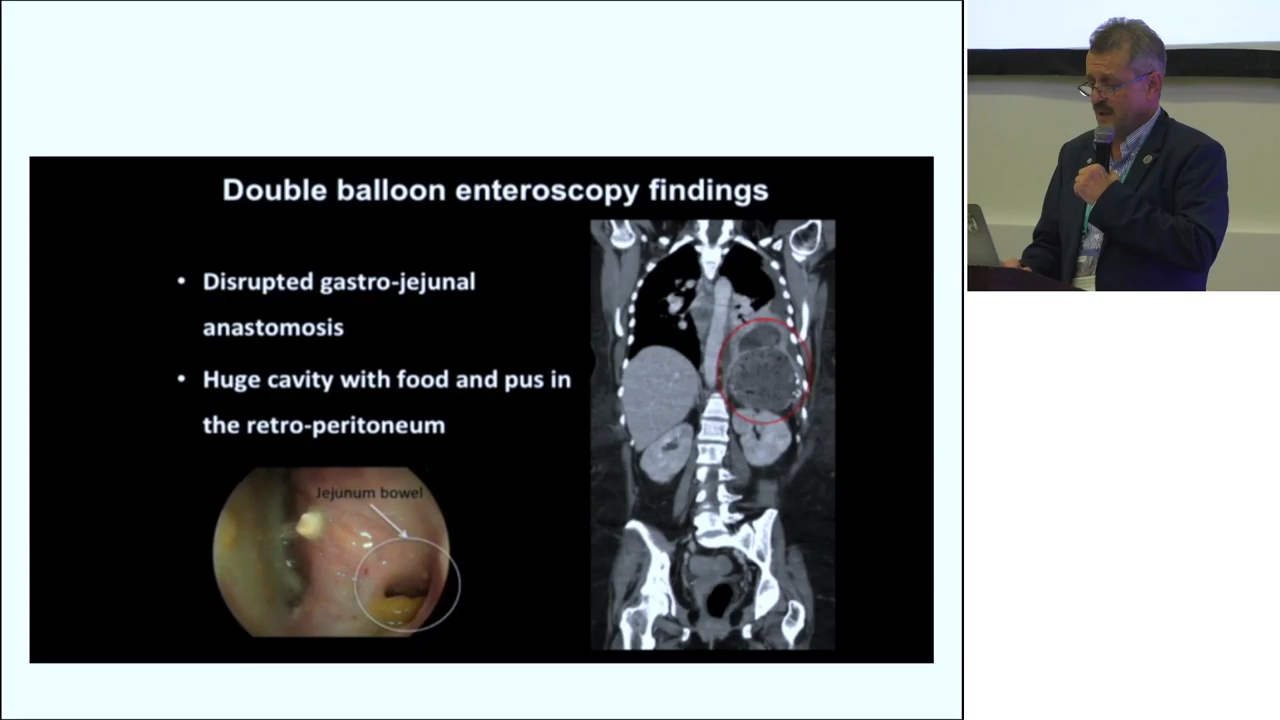 Double balloon enteroscopy findings
• Disrupted gastro-jejunal
anastomosis
• Huge cavity with food and pus in
the retro-peritoneum
Jejunum bowel